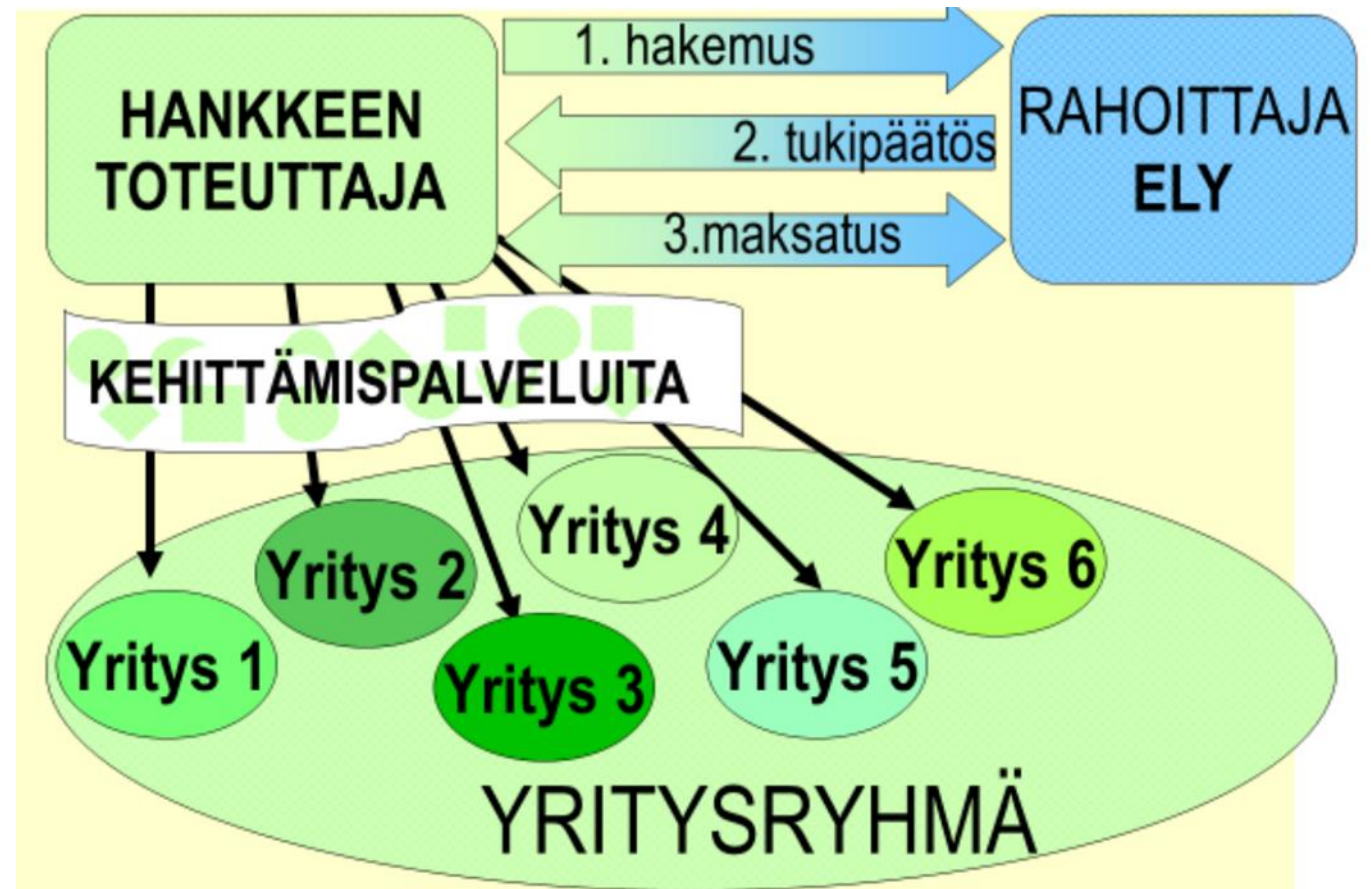 HANKKEEN
TOTEUTTAJA
1. hakemus
2. tukipäätös
3.maksatus
RAHOITTAJA
ELY
KEHITTÄMISPALVELUITA
Yritys 1
Yritys 2
Yritys 3
Yritys 4
Yritys 5
Yritys 6
YRITYSRYHMÄ